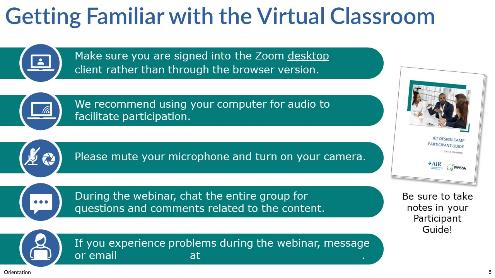 Getting Familiar with the Virtual Classroom
Make sure you are signed into the Zoom desktop
client rather than through the browser version.
We recommend using your computer for audio to
facilitate participation.
Please mute your microphone and turn on your camera.
During the webinar, chat the entire group for
questions and comments related to the content.
If you experience problems during the webinar, message
or email at .
PARTICIPANT GUIDE
AIR
Be sure to take
notes in your
Participant
Guide!
Orientation